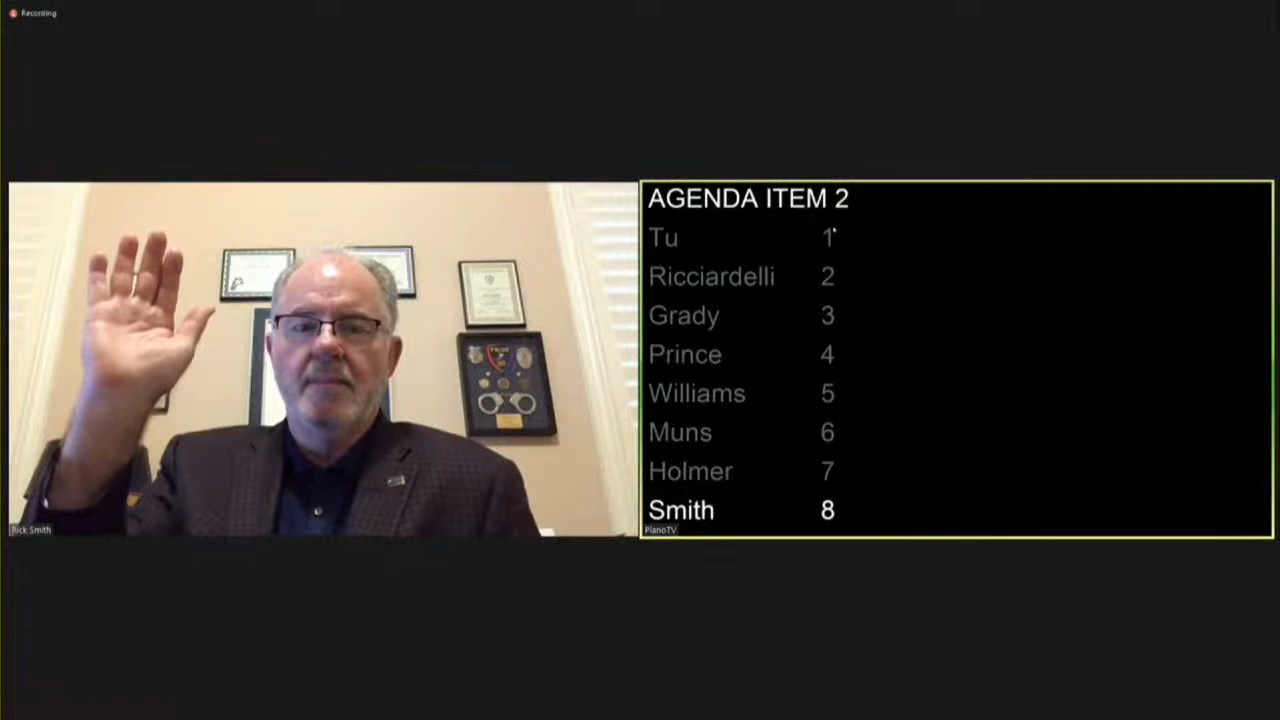 Recording
AGENDA ITEM 2
Tu 1
Ricciardelli 2
Grady 3
Prince 4
Williams 5
Muns 6
Holmer 7
Smith 8
Rick Smith
PlanoTV